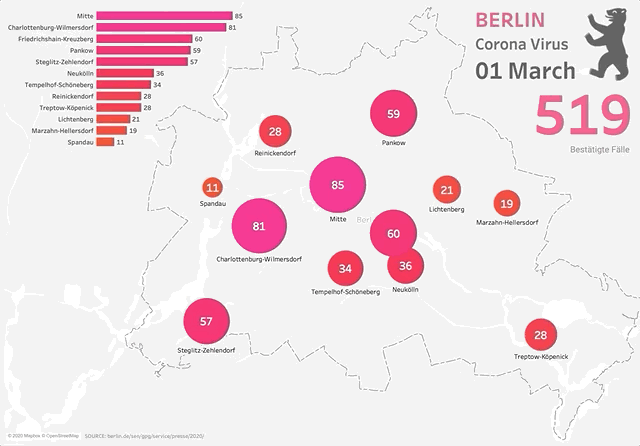 Mitte 85
Charlottenburg-Wilmersdorf 81
Friedrichshain-Kreuzberg 60
Pankow 59
Steglitz-Zehlendorf 57
Neukölln 36
Tempelhof-Schöneberg 34
Reinickendorf 28
Treptow-Köpenick 28
Lichtenberg 21
Marzahn-Hellersdorf 19
Spandau 11
BERLIN
Corona Virus
01 March
519
Bestätigte Fälle
59
Pankow
28
Reinickendorf
11
Spandau
85
Mitte
21
Lichtenberg
19
Marzahn-Hellersdorf
81
Charlottenburg-Wilmersdorf
Berl
60
34
Tempelhof-Schöneberg
36
Neukölln
57
Steglitz-Zehlendorf
28
Treptow-Köpenick
© 2020 Mapbox © OpenStreetMap
SOURCE: berlin.de/sen/gpg/service/presse/2020/